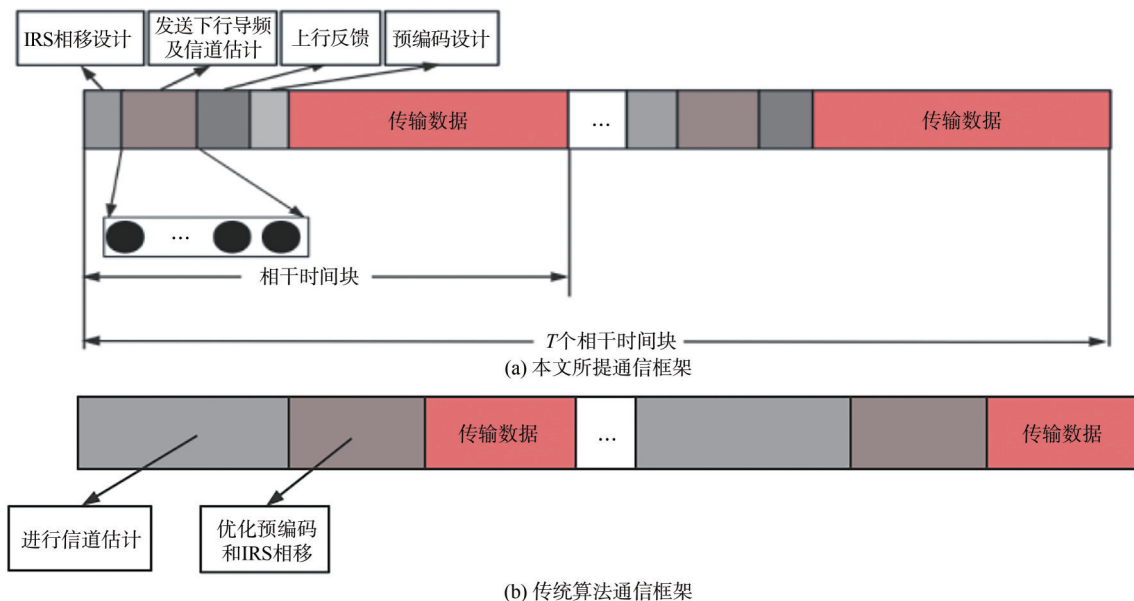 IRS相移设计
发送下行导频
及信道估计
上行反馈
预编码设计
传输数据
...
传输数据
...
相干时间块
T个相干时间块
(a) 本文所提通信框架
传输数据
...
传输数据
进行信道估计
优化预编码
和IRS相移
(b) 传统算法通信框架